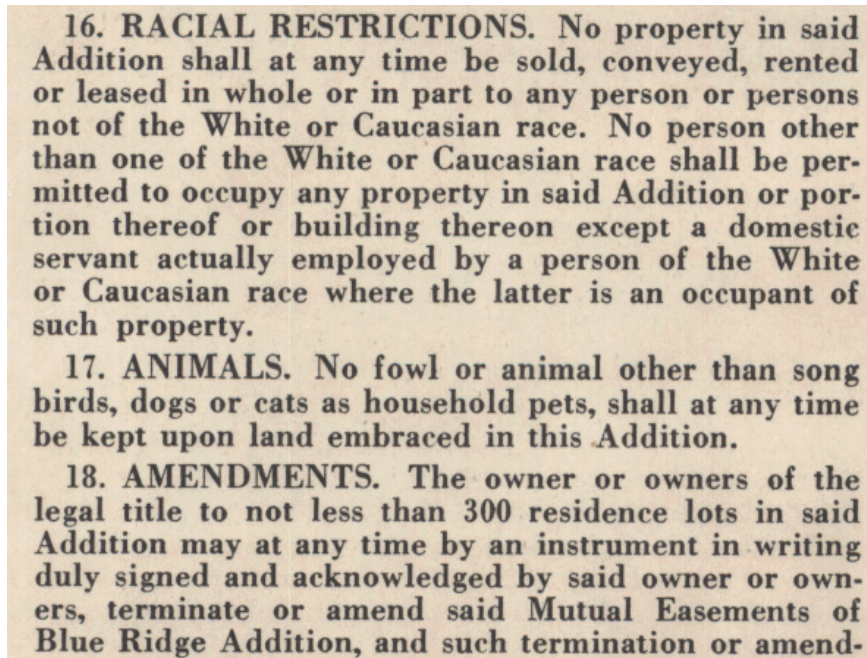 16. RACIAL RESTRICTIONS. No property in said
Addition shall at any time be sold, conveyed, rented
or leased in whole or in part to any person or persons
not of the White or Caucasian race. No person other
than one of the White or Caucasian race shall be per-
mitted to occupy any property in said Addition or por-
tion thereof or building thereon except a domestic
servant actually employed by a person of the White
or Caucasian race where the latter is an occupant of
such property.
17. ANIMALS. No fowl or animal other than song
birds, dogs or cats as household pets, shall at any time
be kept upon land embraced in this Addition.
18. AMENDMENTS. The owner or owners of the
legal title to not less than 300 residence lots in said
Addition may at any time by an instrument in writing
duly signed and acknowledged by said owner or own-
ers, terminate or amend said Mutual Easements of
Blue Ridge Addition, and such termination or amend-